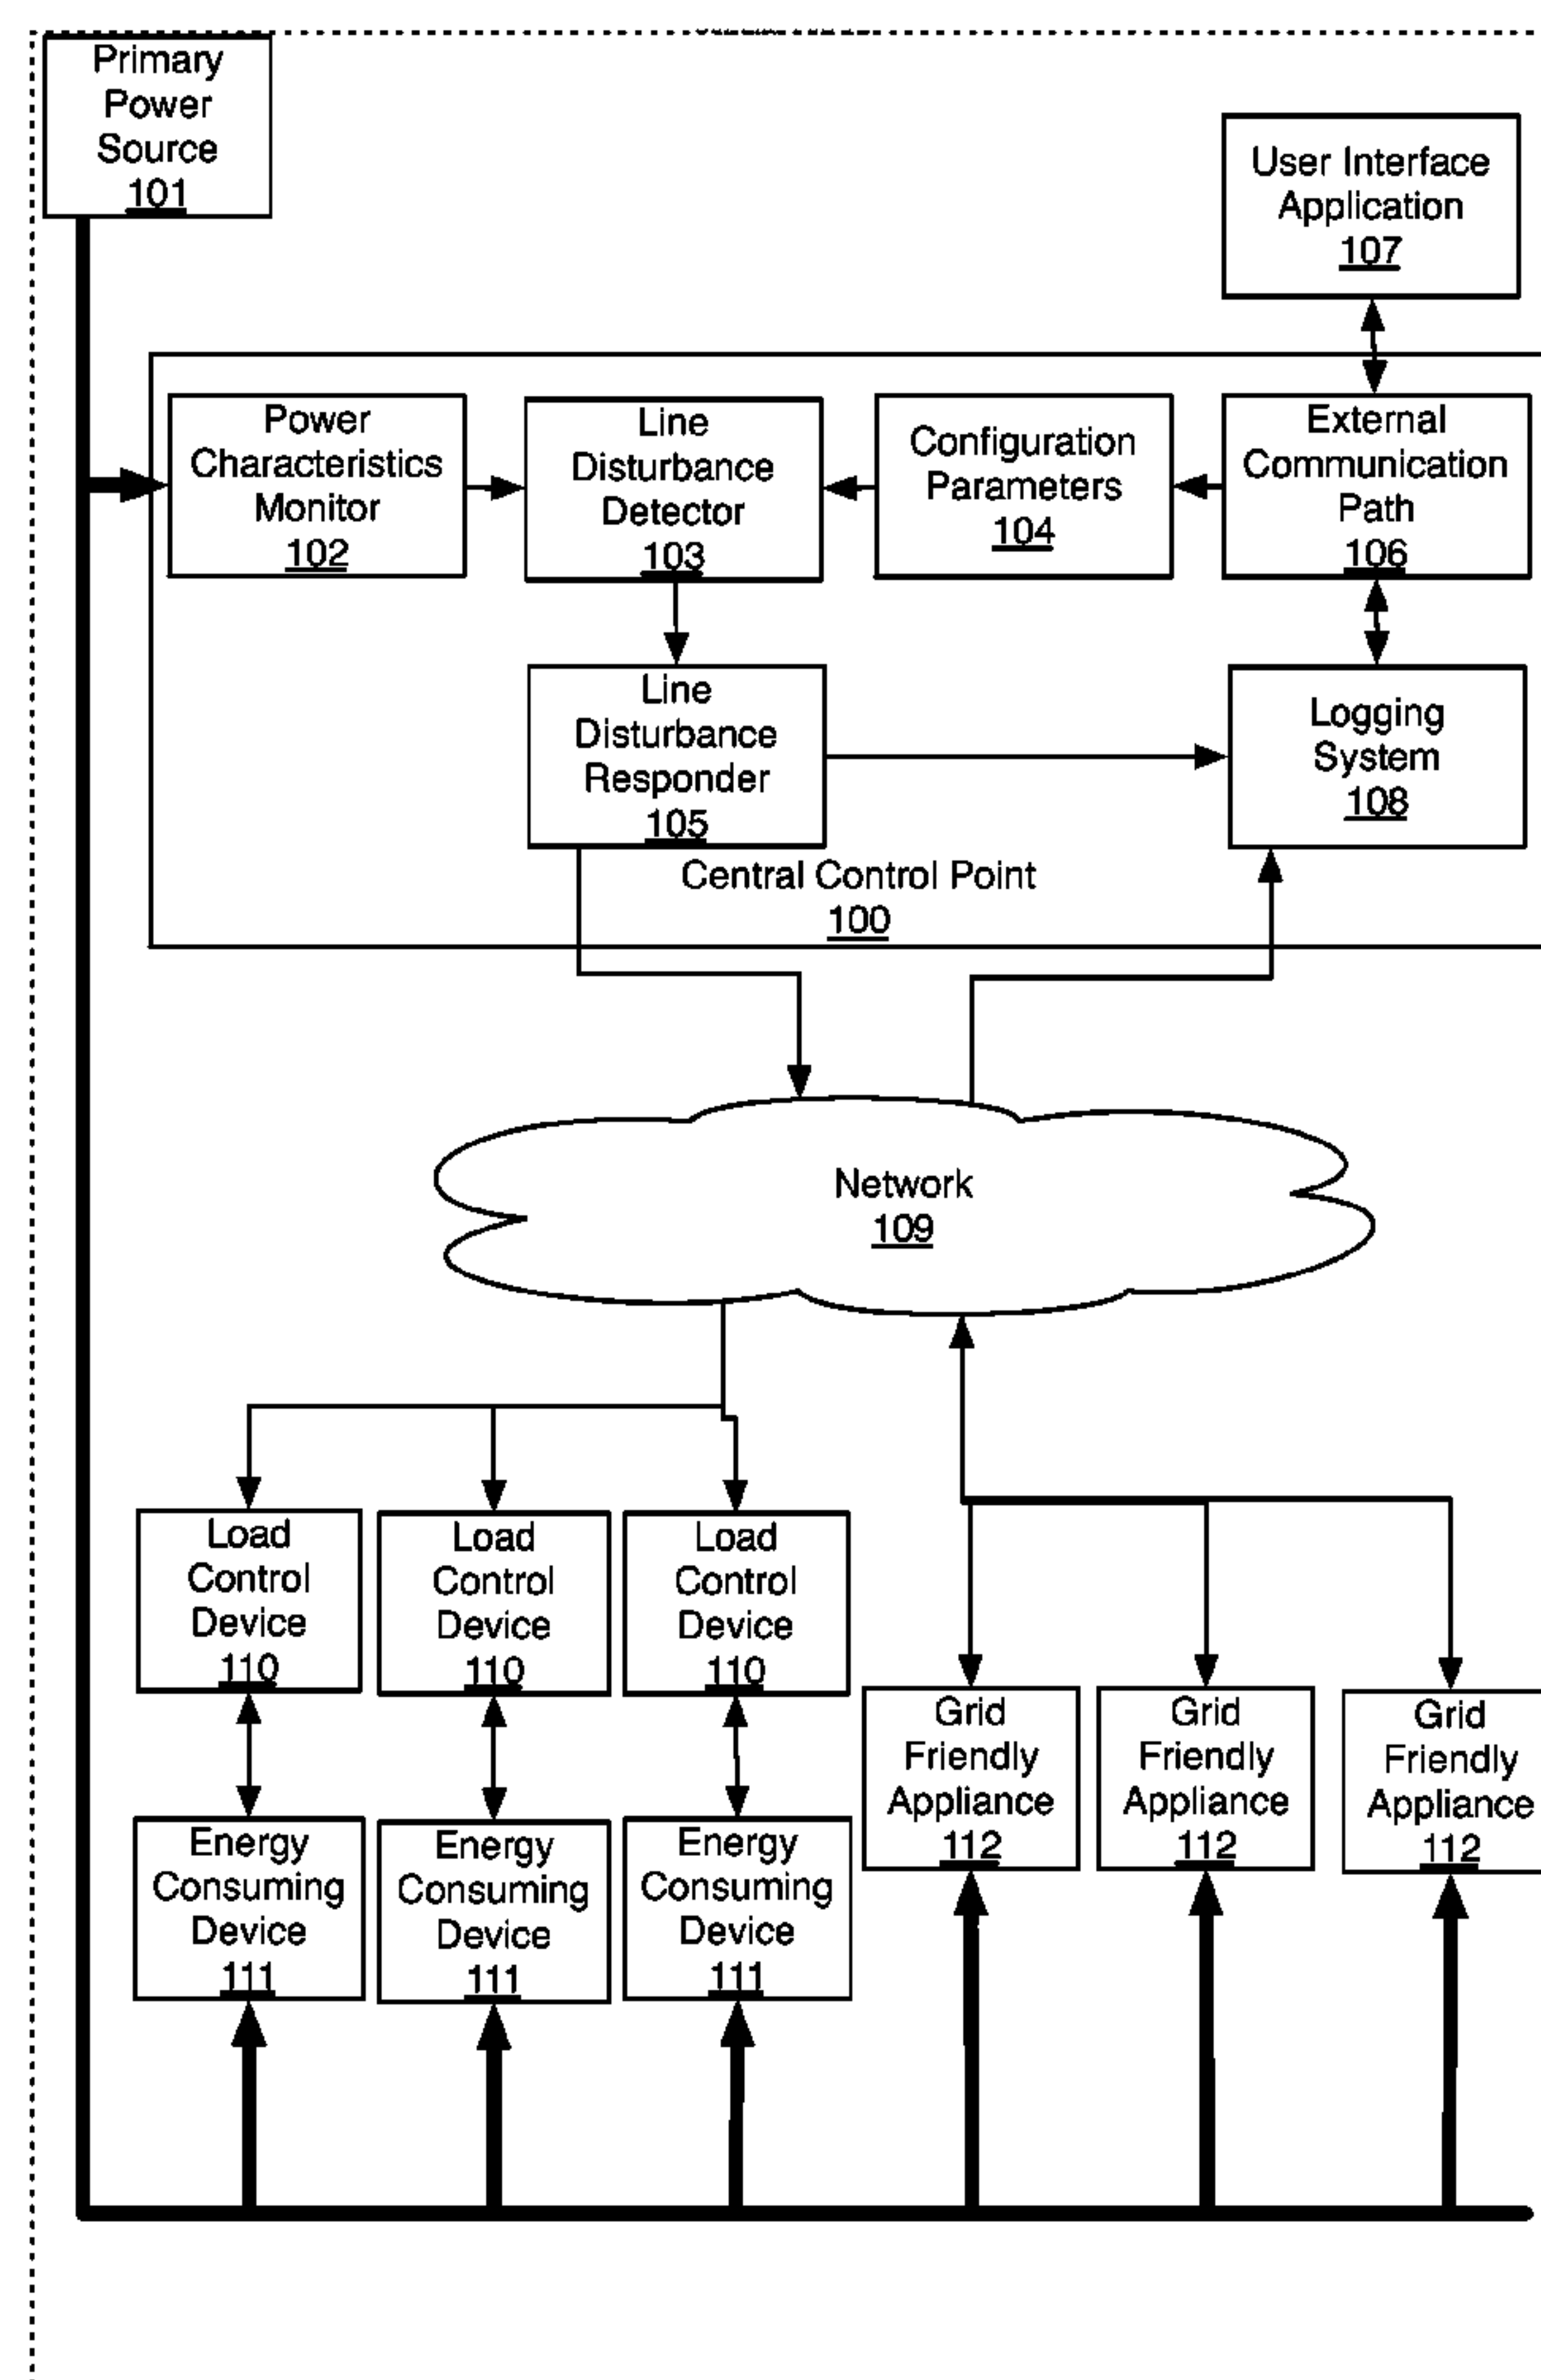 Primary
Power
Source
101
User Interface
Application
107
Power
Characteristics
Monitor
102
Line
Disturbance
Detector
103
Configuration
Parameters
104
External
Communication
Path
106
Line
Disturbance
Responder
105
Logging
System
108
Central Control Point
100
Network
109
Load
Control
Device
110
Load
Control
Device
110
Load
Control
Device
110
Grid
Friendly
Appliance
112
Grid
Friendly
Appliance
112
Grid
Friendly
Appliance
112
Energy
Consuming
Device
111
Energy
Consuming
Device
111
Energy
Consuming
Device
111